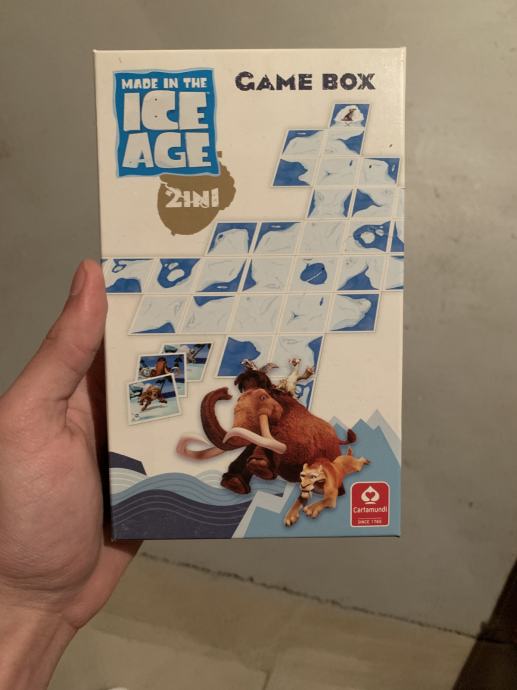 MADE IN THE
ICE
AGE
GAME BOX
2IN1
Cartamundi
SINCE 1765